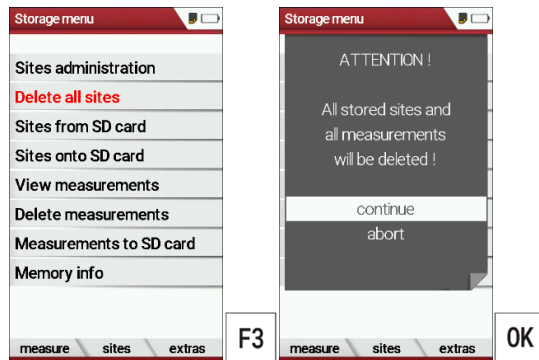 Storage menu
Sites administration
Delete all sites
Sites from SD card
Sites onto SD card
View measurements
Delete measurements
Measurements to SD card
Memory info
measure sites extras
F3
Storage menu
ATTENTION !
All stored sites and
all measurements
will be deleted !
continue
abort
measure sites extras
OK